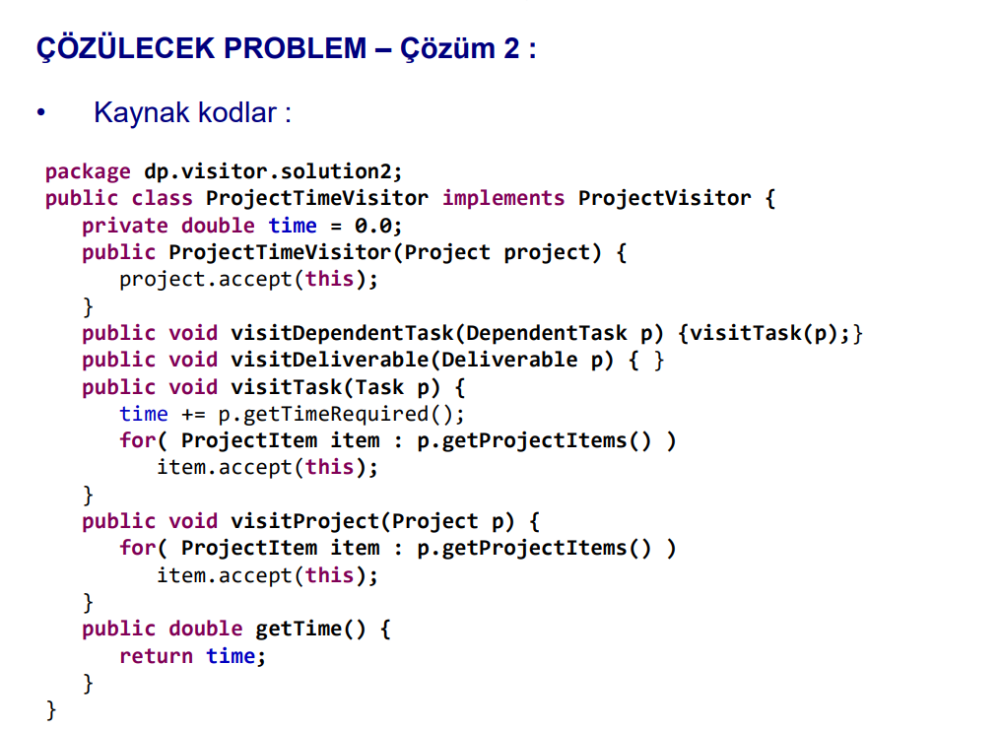 ÇÖZÜLECEK PROBLEM – Çözüm 2 :
• Kaynak kodlar :
package dp.visitor.solution2;
public class ProjectTimeVisitor implements ProjectVisitor {
   private double time = 0.0;
   public ProjectTimeVisitor(Project project) {
      project.accept(this);
   }
   public void visitDependentTask(DependentTask p) {visitTask(p);}
   public void visitDeliverable(Deliverable p) { }
   public void visitTask(Task p) {
      time += p.getTimeRequired();
      for( ProjectItem item : p.getProjectItems() )
         item.accept(this);
   }
   public void visitProject(Project p) {
      for( ProjectItem item : p.getProjectItems() )
         item.accept(this);
   }
   public double getTime() {
      return time;
   }
}